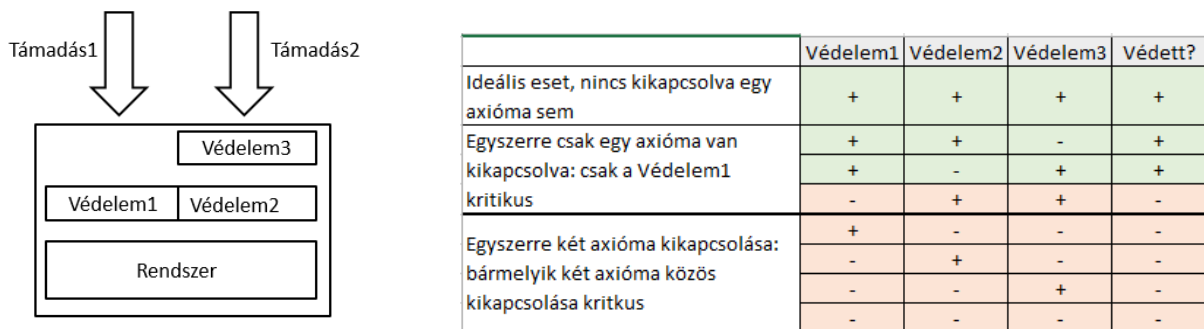 Támadás1
Támadás2
Védelem3
Védelem1
Védelem2
Rendszer
Védelem1 Védelem2 Védelem3 Védett?
Ideális eset, nincs kikapcsolva egy
axióma sem
+ + + +
Egyszerre csak egy axióma van
kikapcsolva: csak a Védelem1
kritikus
+ + - +
+ - + +
- + + -
Egyszerre két axióma kikapcsolása:
bármelyik két axióma közös
kikapcsolása kritkus
+ - - -
- + - -
- - + -
- - - -